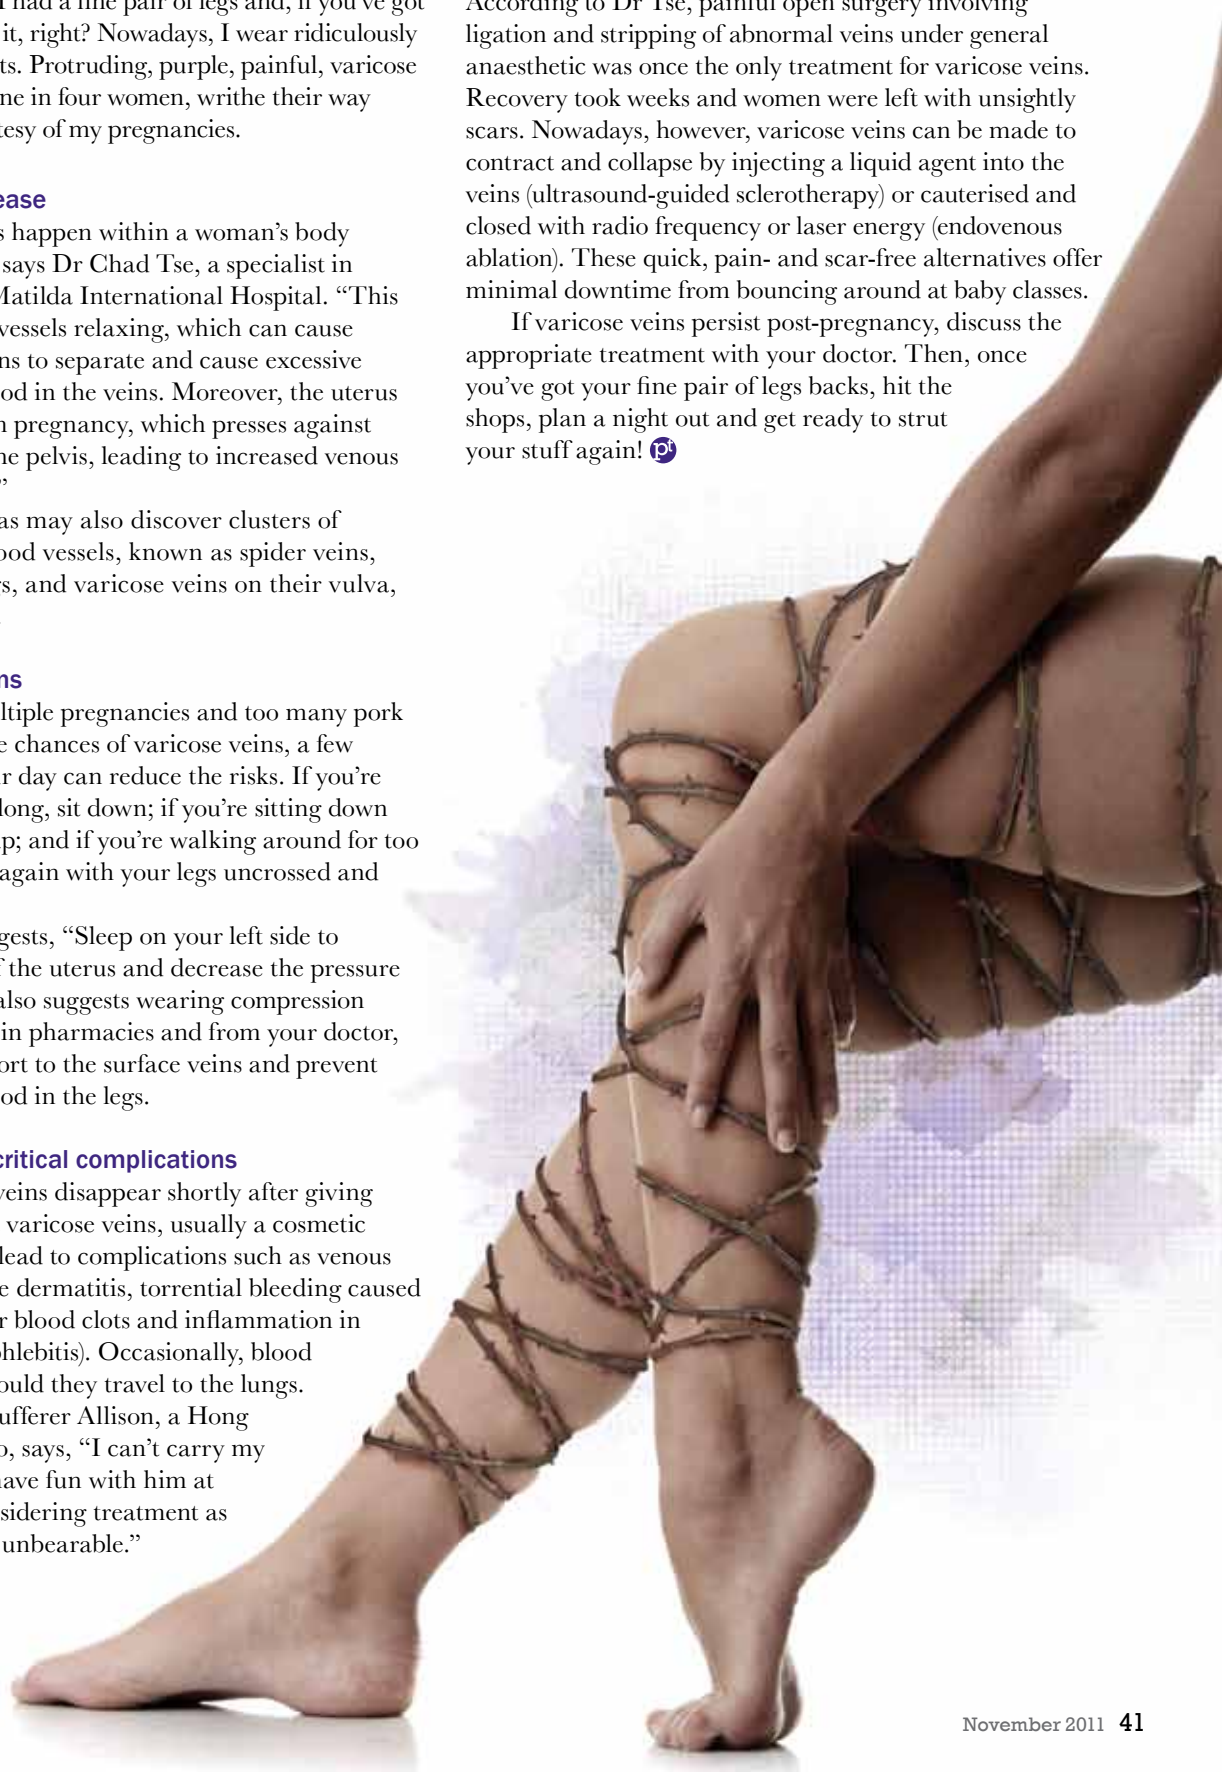 I had a fine pair of legs and, if you've got
it, right? Nowadays, I wear ridiculously
ts. Protruding, purple, painful, varicose
ne in four women, writhe their way
tesy of my pregnancies.
ease
s happen within a woman's body
says Dr Chad Tse, a specialist in
Matilda International Hospital. “This
vessels relaxing, which can cause
ns to separate and cause excessive
od in the veins. Moreover, the uterus
n pregnancy, which presses against
he pelvis, leading to increased venous
”
as may also discover clusters of
ood vessels, known as spider veins,
gs, and varicose veins on their vulva,
ns
ltiple pregnancies and too many pork
e chances of varicose veins, a few
r day can reduce the risks. If you're
long, sit down; if you're sitting down
up; and if you're walking around for too
again with your legs uncrossed and
gests, “Sleep on your left side to
f the uterus and decrease the pressure
also suggests wearing compression
in pharmacies and from your doctor,
ort to the surface veins and prevent
od in the legs.
critical complications
veins disappear shortly after giving
varicose veins, usually a cosmetic
lead to complications such as venous
e dermatitis, torrential bleeding caused
r blood clots and inflammation in
phlebitis). Occasionally, blood
ould they travel to the lungs.
ufferer Allison, a Hong
o, says, “I can't carry my
have fun with him at
sidering treatment as
unbearable.”
According to Dr Tse, painful open surgery involving
ligation and stripping of abnormal veins under general
anaesthetic was once the only treatment for varicose veins.
Recovery took weeks and women were left with unsightly
scars. Nowadays, however, varicose veins can be made to
contract and collapse by injecting a liquid agent into the
veins (ultrasound-guided sclerotherapy) or cauterised and
closed with radio frequency or laser energy (endovenous
ablation). These quick, pain- and scar-free alternatives offer
minimal downtime from bouncing around at baby classes.
If varicose veins persist post-pregnancy, discuss the
appropriate treatment with your doctor. Then, once
you've got your fine pair of legs backs, hit the
shops, plan a night out and get ready to strut
your stuff again! pt
November 2011 41